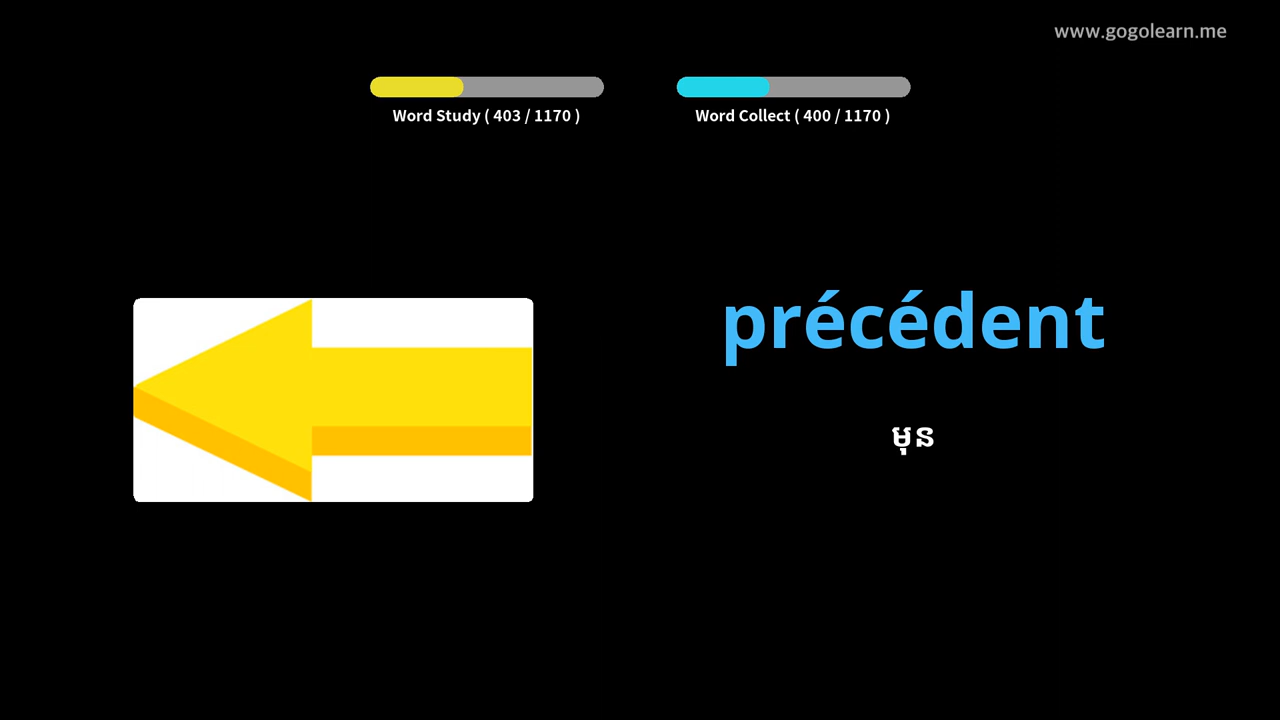 www.gogolearn.me
Word Study ( 403 / 1170 )
Word Collect ( 400 / 1170 )
précédent
មុន